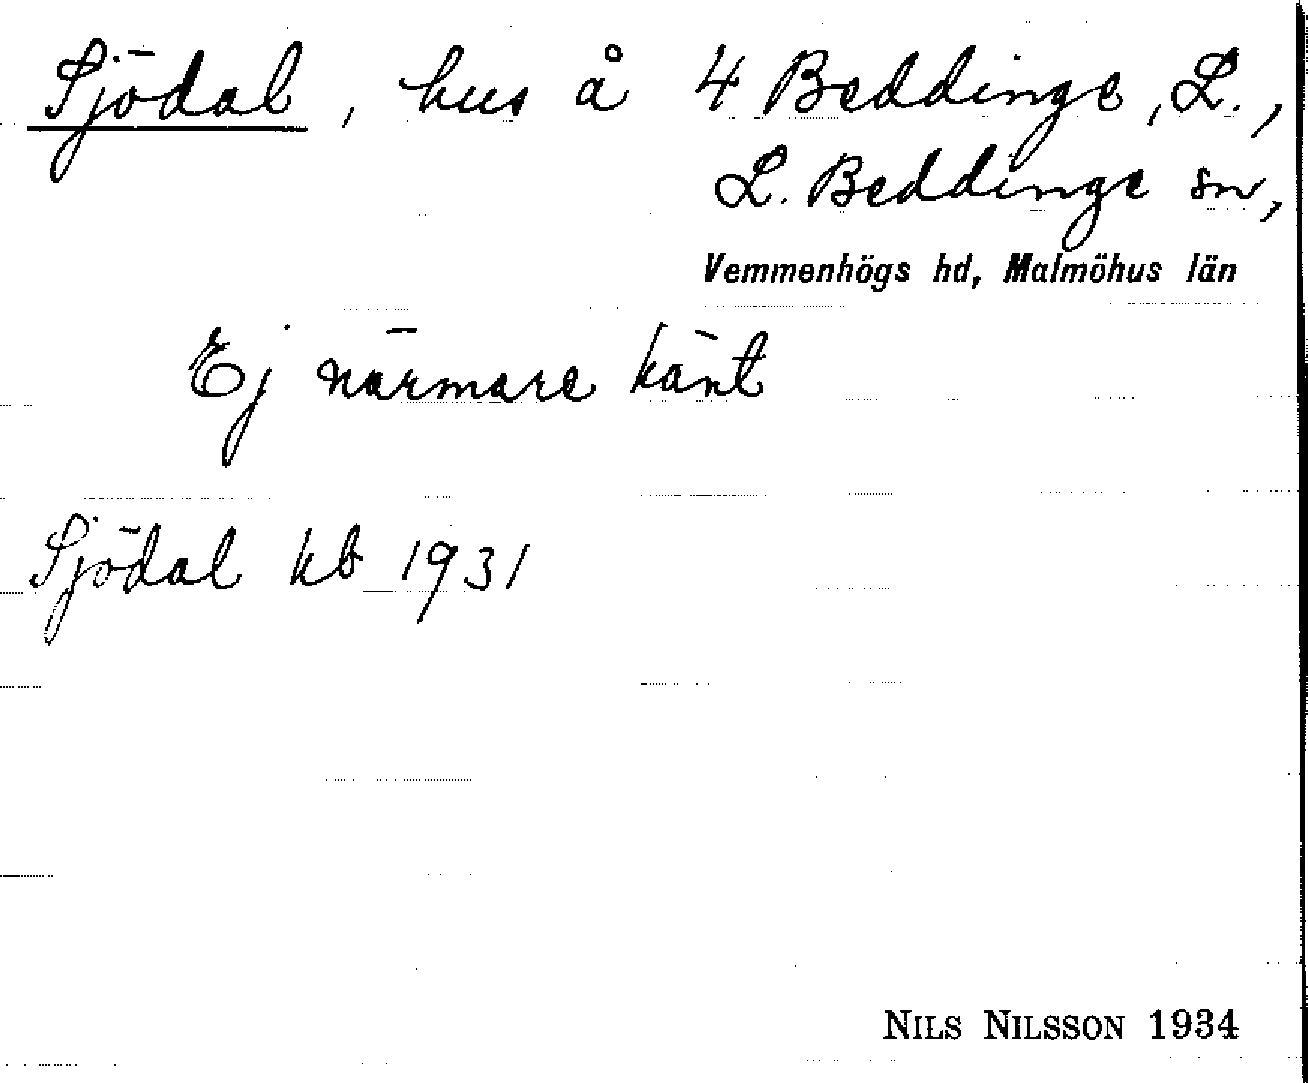 Sjödal, hus å 4 Beddinge, L.,
L. Beddinge sn,
Vemmenhögs hd, Malmöhus län
Ej närmare känt
Sjödal kb 1931
NILS NILSSON 1934